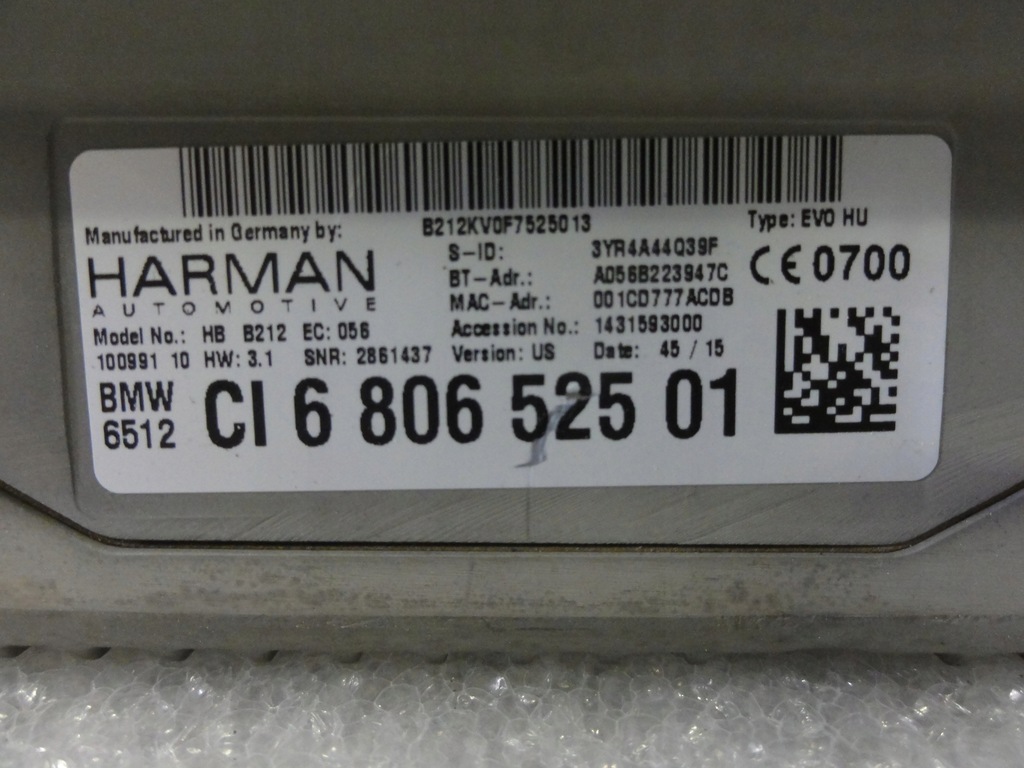 B212KV0F7525013
Type: EVO HU
Manufactured in Germany by:
HARMAN
AUTOMOTIVE
S-ID: 3YR4A44Q39F
BT-Adr.: A056B223947C
MAC-Adr.: 001CD777ACDB
CE 0700
Model No.: HB B212 EC: 056
Accession No.: 1431593000
100991 10 HW: 3.1 SNR: 2861437
Version: US Date: 45 / 15
BMW
6512
CI 6 806 525 01